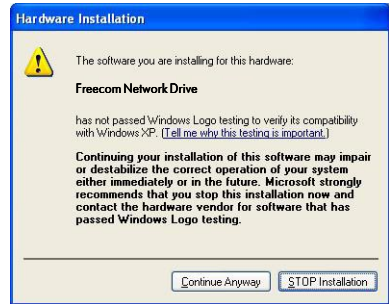 Hardware Installation
The software you are installing for this hardware:
Freecom Network Drive
has not passed Windows Logo testing to verify its compatibility
with Windows XP. (Tell me why this testing is important.)
Continuing your installation of this software may impair
or destabilize the correct operation of your system
either immediately or in the future. Microsoft strongly
recommends that you stop this installation now and
contact the hardware vendor for software that has
passed Windows Logo testing.
Continue Anyway
STOP Installation